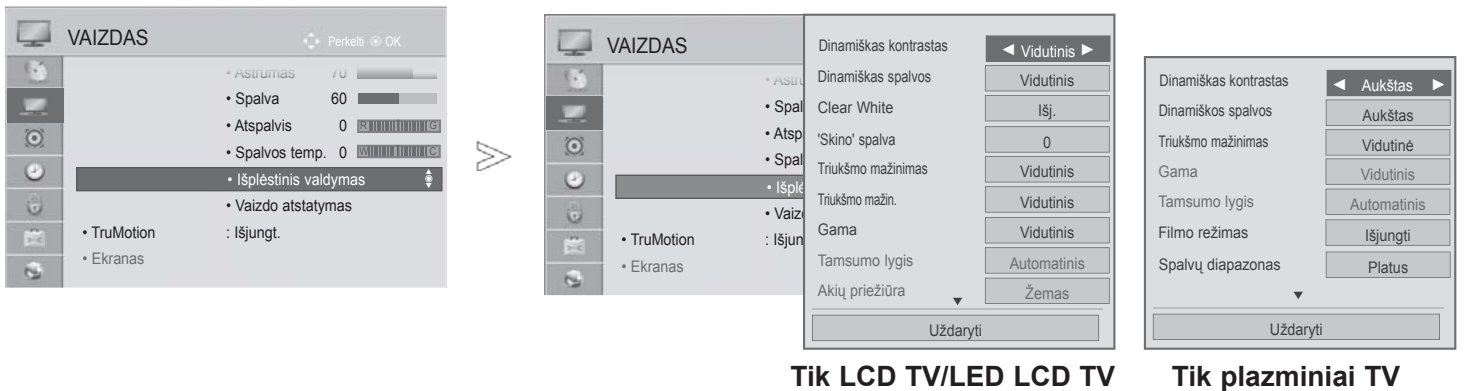 VAIZDAS Perkelti OK
• Aštrumas 70
• Spalva 60
• Atspalvis 0 R G
• Spalvos temp. 0 W C
• Išplėstinis valdymas
• Vaizdo atstatymas
• TruMotion : Išjungt.
• Ekranas
VAIZDAS
• Aštru
• Spal
• Atsp
• Spal
• Išplė
• Vaizo
• TruMotion : Išjun
• Ekranas
Dinamiškas kontrastas ◄ Vidutinis ►
Dinamiškas spalvos Vidutinis
Clear White Išj.
'Skino' spalva 0
Triukšmo mažinimas Vidutinis
Triukšmo mažin. Vidutinis
Gama Vidutinis
Tamsumo lygis Automatinis
Akių priežiūra Žemas
▼
Uždaryti
Tik LCD TV/LED LCD TV
Dinamiškas kontrastas ◄ Aukštas ►
Dinamiškos spalvos Aukštas
Triukšmo mažinimas Vidutinė
Gama Vidutinis
Tamsumo lygis Automatinis
Filmo režimas Išjungti
Spalvų diapazonas Platus
▼
Uždaryti
Tik plazminiai TV